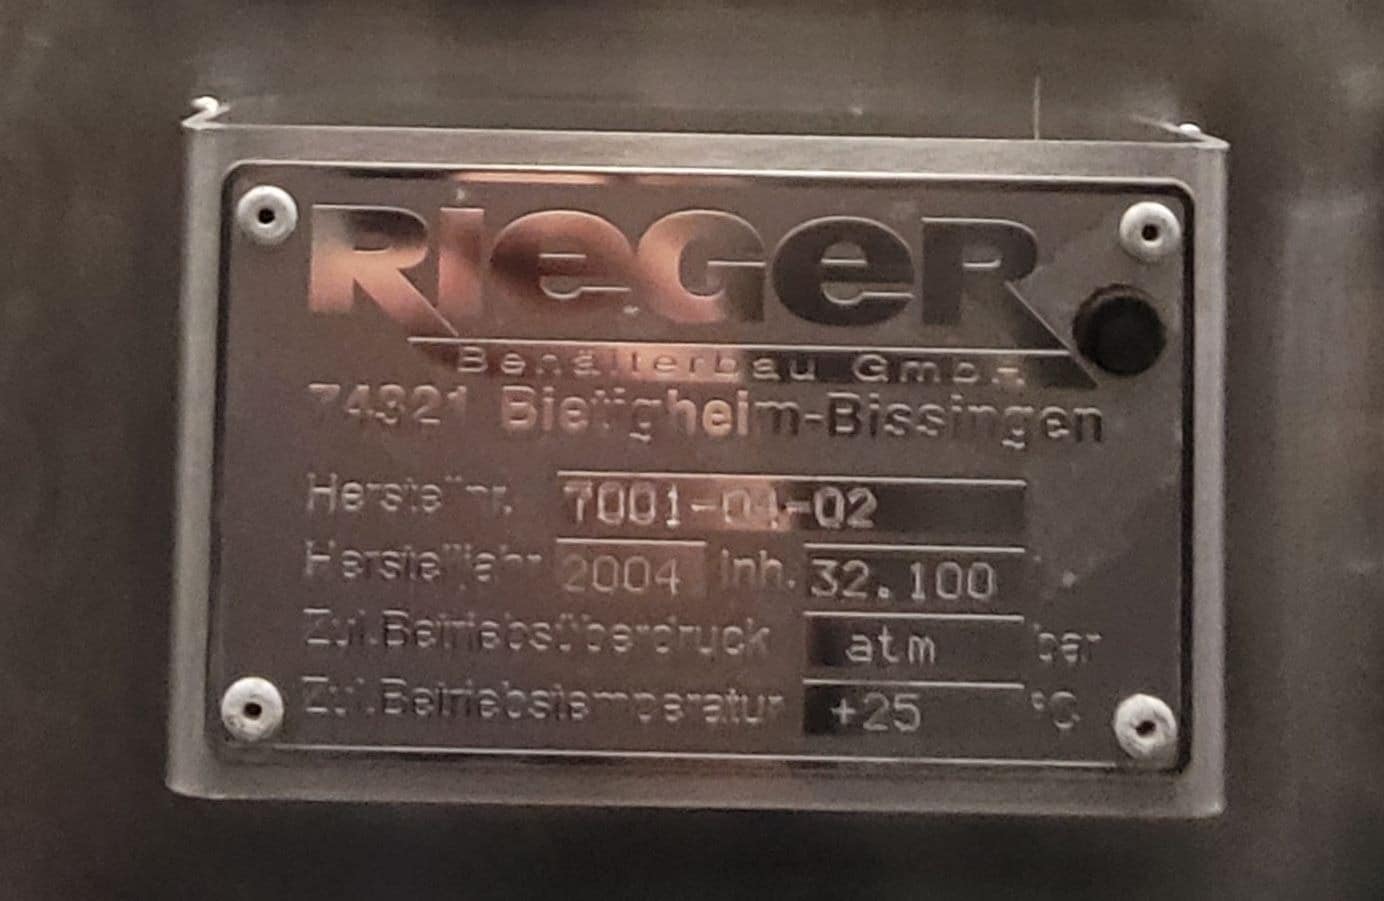 RieGeR
Behälterbau GmbH
74321 Bietigheim-Bissingen
Herstellnr. 7001-04-02
Herstelljahr 2004 Inh. 32.100
Zul.Betriebsüberdruck atm bar
Zul.Betriebstemperatur +25 °C